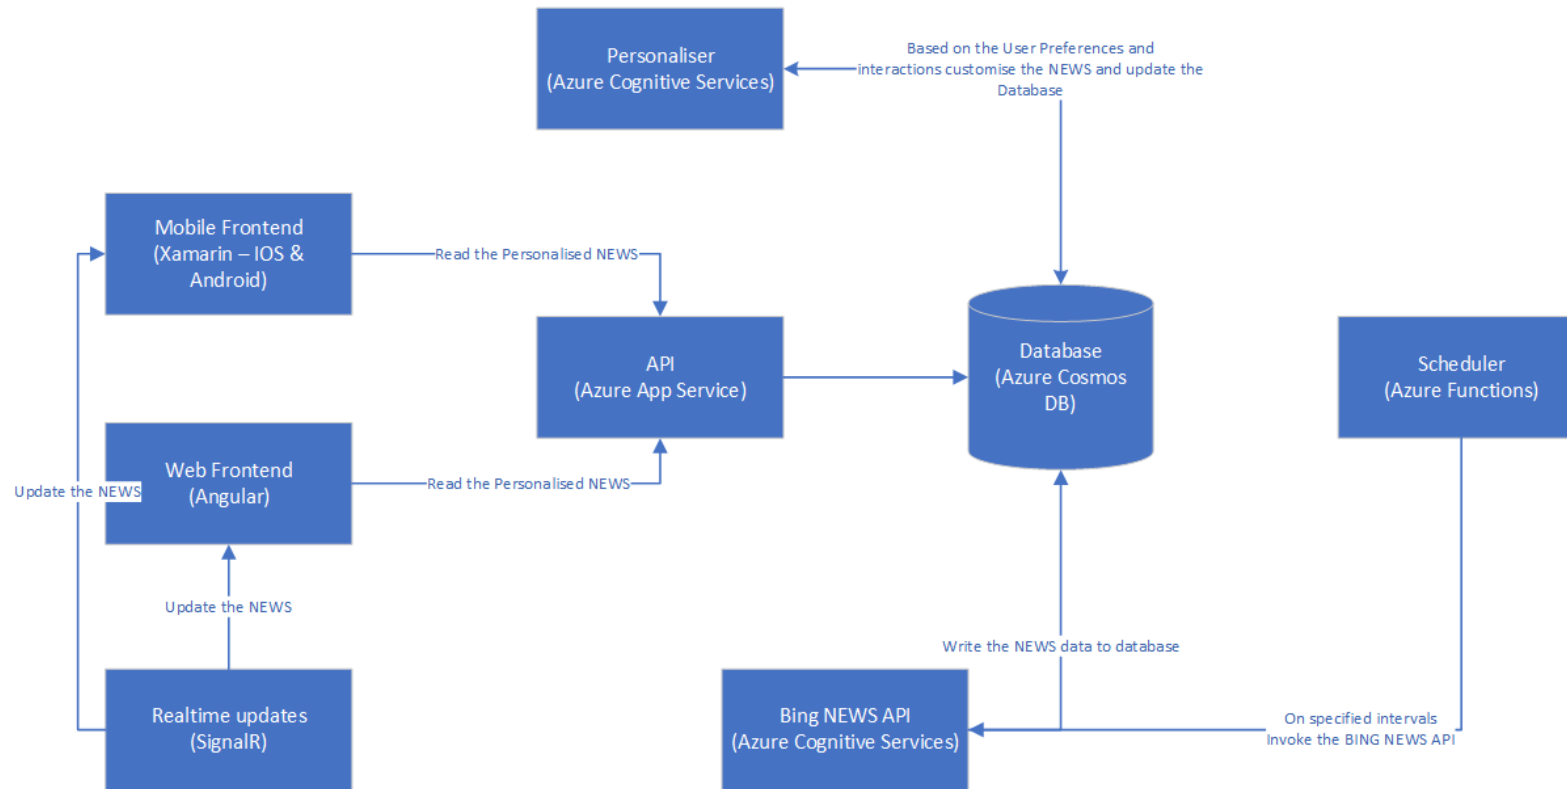 Personaliser
(Azure Cognitive Services)
Based on the User Preferences and
interactions customise the NEWS and update the
Database
Mobile Frontend
(Xamarin – IOS &
Android)
Read the Personalised NEWS
API
(Azure App Service)
Database
(Azure Cosmos
DB)
Scheduler
(Azure Functions)
Web Frontend
(Angular)
Read the Personalised NEWS
Update the NEWS
Update the NEWS
Write the NEWS data to database
Realtime updates
(SignalR)
Bing NEWS API
(Azure Cognitive Services)
On specified intervals
Invoke the BING NEWS API